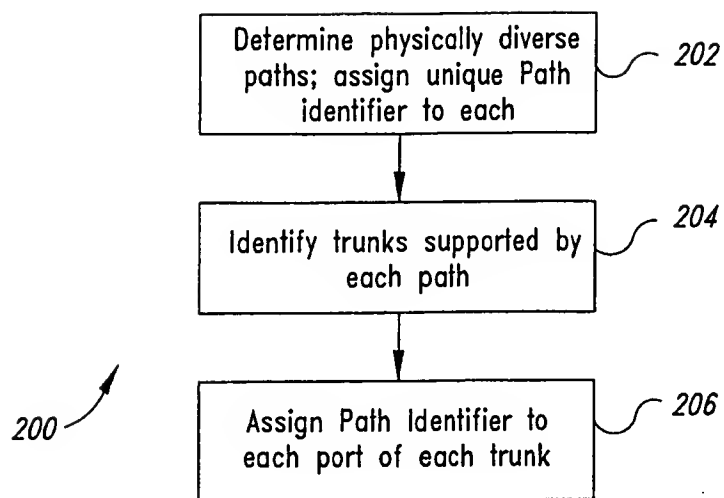 Determine physically diverse
paths; assign unique Path
identifier to each
202
Identify trunks supported by
each path
204
Assign Path Identifier to
each port of each trunk
206
200